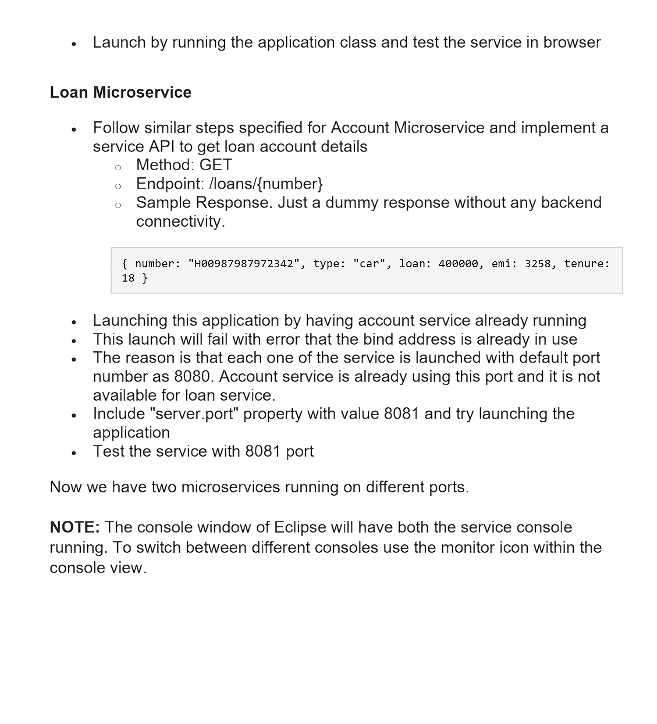 • Launch by running the application class and test the service in browser
Loan Microservice
• Follow similar steps specified for Account Microservice and implement a
service API to get loan account details
○ Method: GET
○ Endpoint: /loans/{number}
○ Sample Response. Just a dummy response without any backend
connectivity.
{ number: "H00987987972342", type: "car", loan: 400000, emi: 3258, tenure:
18 }
• Launching this application by having account service already running
• This launch will fail with error that the bind address is already in use
• The reason is that each one of the service is launched with default port
number as 8080. Account service is already using this port and it is not
available for loan service.
• Include "server.port" property with value 8081 and try launching the
application
• Test the service with 8081 port
Now we have two microservices running on different ports.
NOTE: The console window of Eclipse will have both the service console
running. To switch between different consoles use the monitor icon within the
console view.